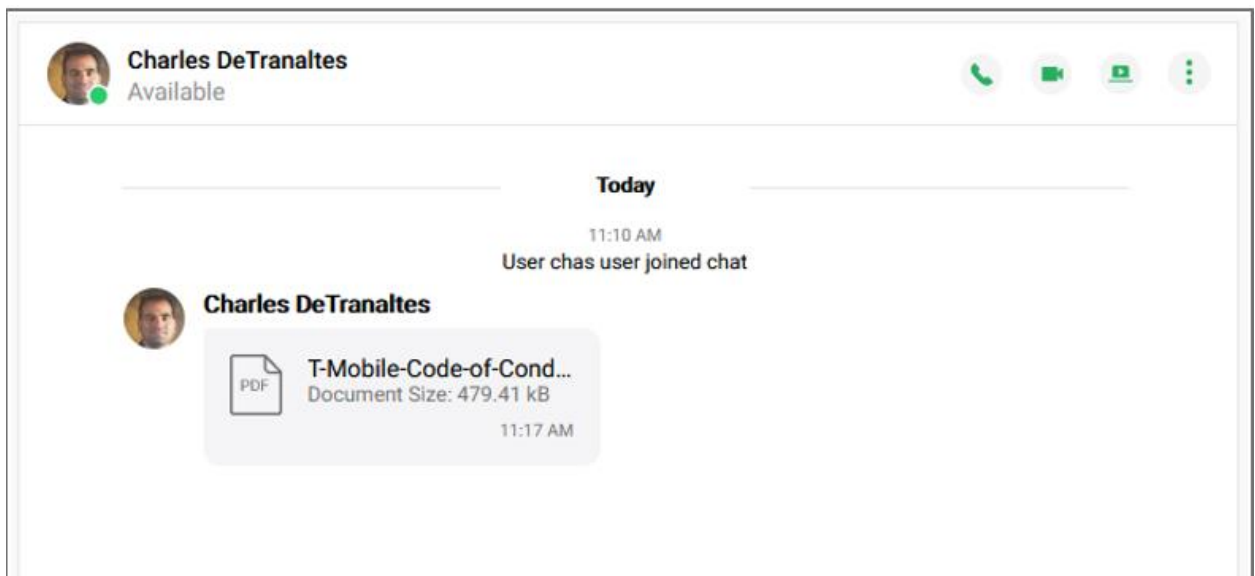 Charles DeTranaltes
Available
Today
11:10 AM
User chas user joined chat
Charles DeTranaltes
PDF
T-Mobile-Code-of-Cond...
Document Size: 479.41 kB
11:17 AM